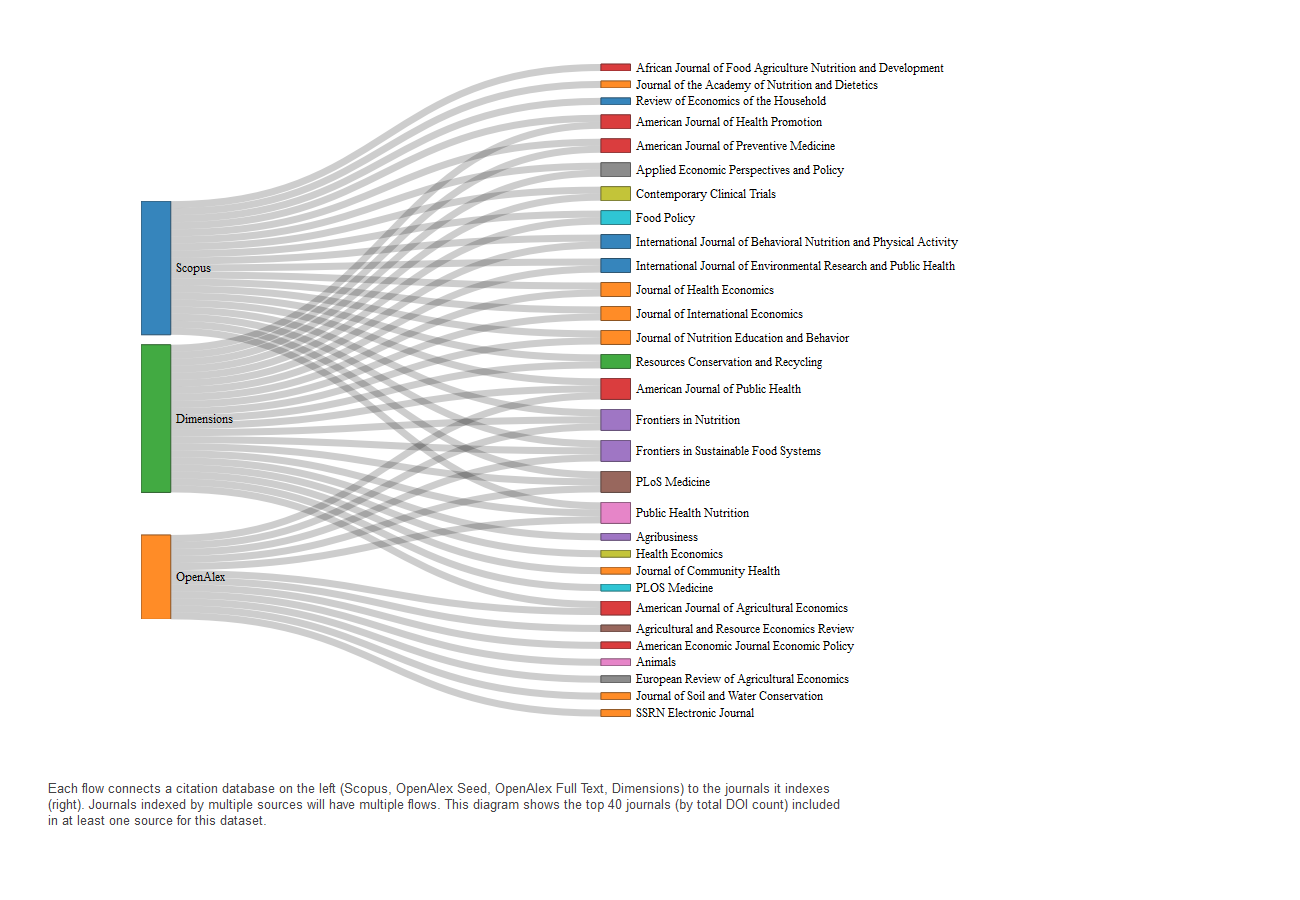 African Journal of Food Agriculture Nutrition and Development
Journal of the Academy of Nutrition and Dietetics
Review of Economics of the Household
American Journal of Health Promotion
American Journal of Preventive Medicine
Applied Economic Perspectives and Policy
Contemporary Clinical Trials
Food Policy
International Journal of Behavioral Nutrition and Physical Activity
International Journal of Environmental Research and Public Health
Scopus
Journal of Health Economics
Journal of International Economics
Journal of Nutrition Education and Behavior
Resources Conservation and Recycling
American Journal of Public Health
Dimensions
Frontiers in Nutrition
Frontiers in Sustainable Food Systems
PLoS Medicine
Public Health Nutrition
Agribusiness
Health Economics
Journal of Community Health
OpenAlex
PLOS Medicine
American Journal of Agricultural Economics
Agricultural and Resource Economics Review
American Economic Journal Economic Policy
Animals
European Review of Agricultural Economics
Journal of Soil and Water Conservation
SSRN Electronic Journal
Each flow connects a citation database on the left (Scopus, OpenAlex Seed, OpenAlex Full Text, Dimensions) to the journals it indexes
(right). Journals indexed by multiple sources will have multiple flows. This diagram shows the top 40 journals (by total DOI count) included
in at least one source for this dataset.